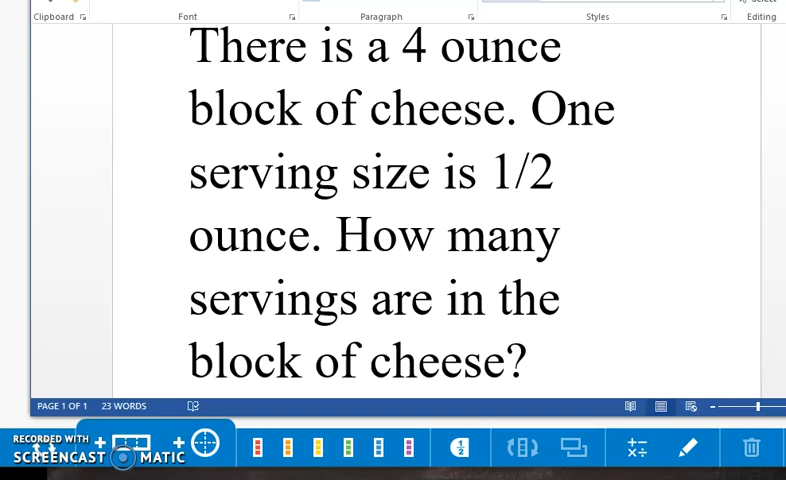 Clipboard Font Paragraph Styles Editing
There is a 4 ounce
block of cheese. One
serving size is 1/2
ounce. How many
servings are in the
block of cheese?
PAGE 1 OF 1 23 WORDS
RECORDED WITH
SCREENCAST MATIC
1/2